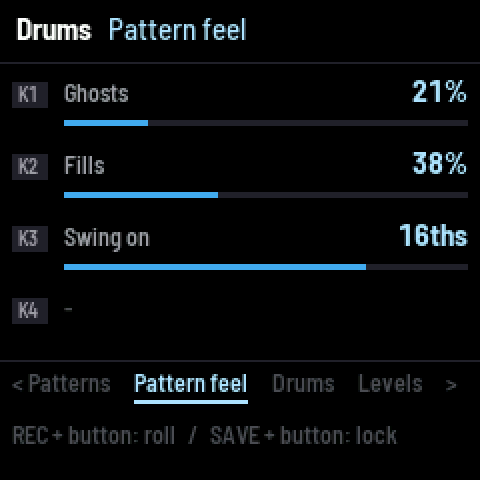 Drums Pattern feel
K1 Ghosts 21%
K2 Fills 38%
K3 Swing on 16ths
K4 -
< Patterns Pattern feel Drums Levels >
REC + button: roll / SAVE + button: lock